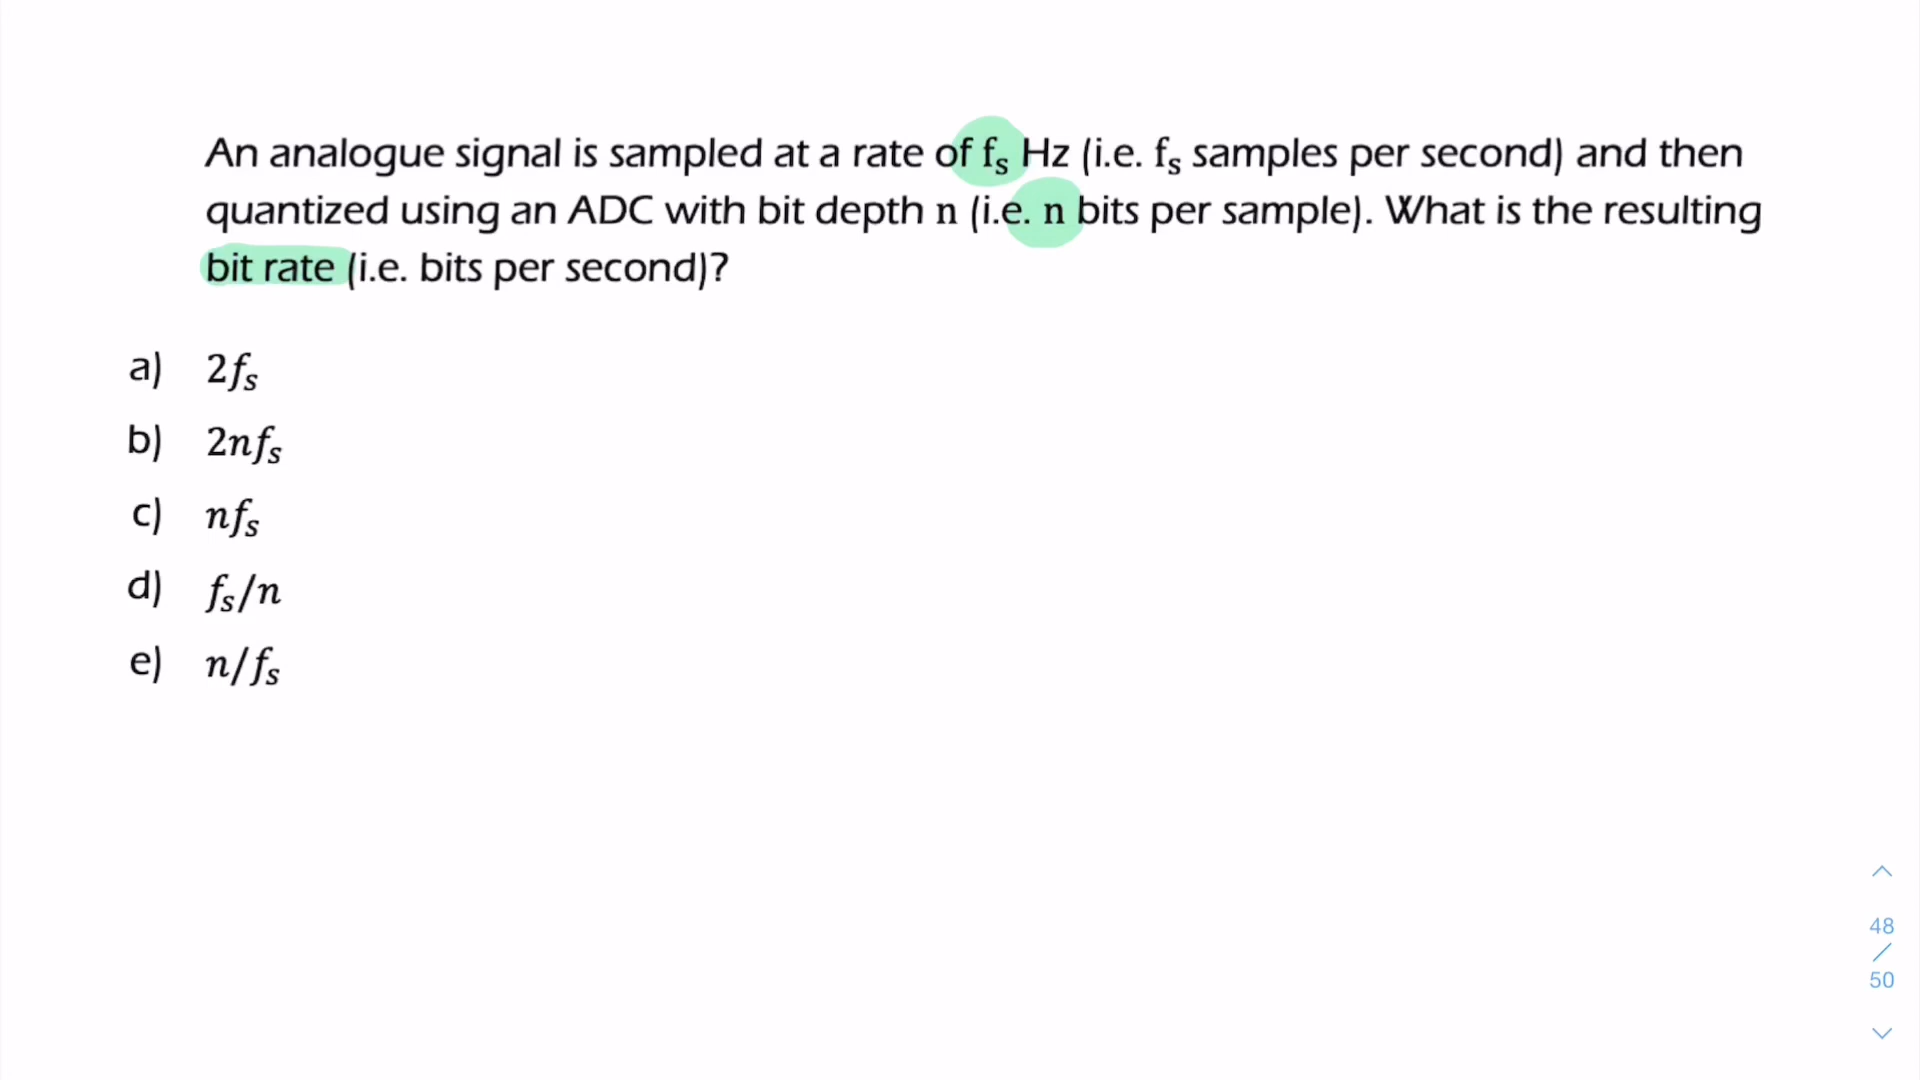 An analogue signal is sampled at a rate of fₛ Hz (i.e. fₛ samples per second) and then
quantized using an ADC with bit depth n (i.e. n bits per sample). What is the resulting
bit rate (i.e. bits per second)?
a) 2fₛ
b) 2nfₛ
c) nfₛ
d) fₛ/n
e) n/fₛ
48
/
50